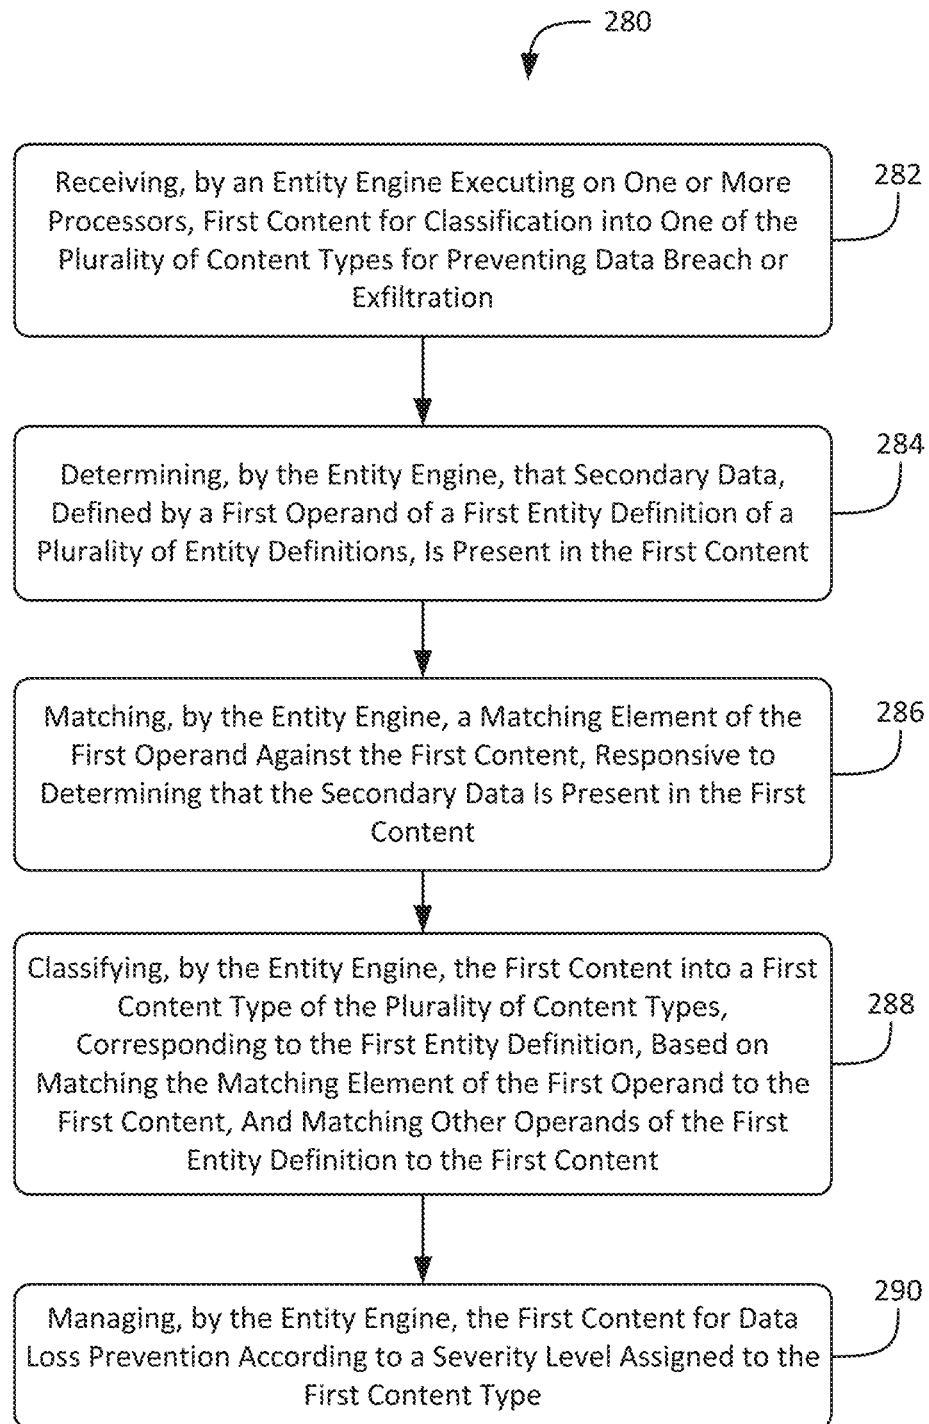 280
282
Receiving, by an Entity Engine Executing on One or More
Processors, First Content for Classification into One of the
Plurality of Content Types for Preventing Data Breach or
Exfiltration
284
Determining, by the Entity Engine, that Secondary Data,
Defined by a First Operand of a First Entity Definition of a
Plurality of Entity Definitions, Is Present in the First Content
286
Matching, by the Entity Engine, a Matching Element of the
First Operand Against the First Content, Responsive to
Determining that the Secondary Data Is Present in the First
Content
288
Classifying, by the Entity Engine, the First Content into a First
Content Type of the Plurality of Content Types,
Corresponding to the First Entity Definition, Based on
Matching the Matching Element of the First Operand to the
First Content, And Matching Other Operands of the First
Entity Definition to the First Content
290
Managing, by the Entity Engine, the First Content for Data
Loss Prevention According to a Severity Level Assigned to the
First Content Type